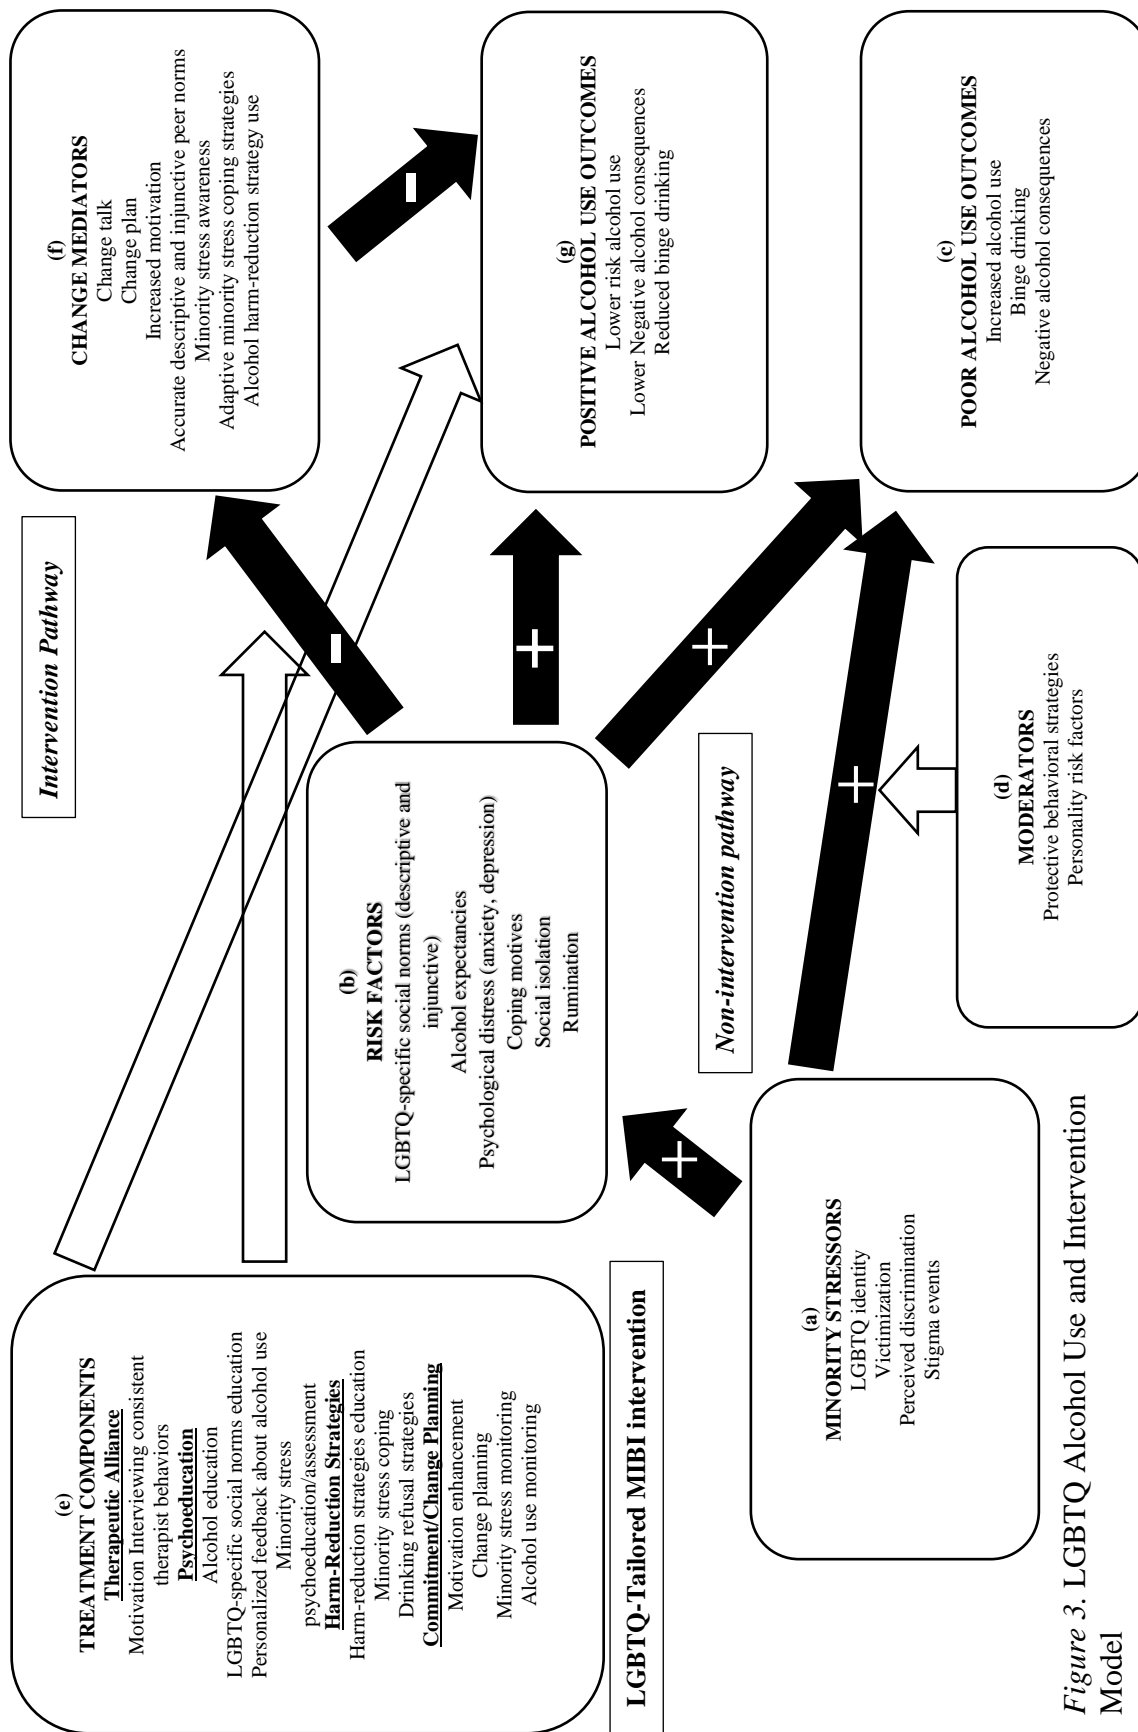 (e)
TREATMENT COMPONENTS
Therapeutic Alliance
Motivation Interviewing consistent
therapist behaviors
Psychoeducation
Alcohol education
LGBTQ-specific social norms education
Personalized feedback about alcohol use
Minority stress
psychoeducation/assessment
Harm-Reduction Strategies
Harm-reduction strategies education
Minority stress coping
Drinking refusal strategies
Commitment/Change Planning
Motivation enhancement
Change planning
Minority stress monitoring
Alcohol use monitoring
LGBTQ-Tailored MIBI intervention
Intervention Pathway
(b)
RISK FACTORS
LGBTQ-specific social norms (descriptive and
injunctive)
Alcohol expectancies
Psychological distress (anxiety, depression)
Coping motives
Social isolation
Rumination
-
+
+
(f)
CHANGE MEDIATORS
Change talk
Change plan
Increased motivation
Accurate descriptive and injunctive peer norms
Minority stress awareness
Adaptive minority stress coping strategies
Alcohol harm-reduction strategy use
-
(g)
POSITIVE ALCOHOL USE OUTCOMES
Lower risk alcohol use
Lower Negative alcohol consequences
Reduced binge drinking
Non-intervention pathway
(a)
MINORITY STRESSORS
LGBTQ identity
Victimization
Perceived discrimination
Stigma events
+
+
(d)
MODERATORS
Protective behavioral strategies
Personality risk factors
(c)
POOR ALCOHOL USE OUTCOMES
Increased alcohol use
Binge drinking
Negative alcohol consequences
Figure 3. LGBTQ Alcohol Use and Intervention
Model